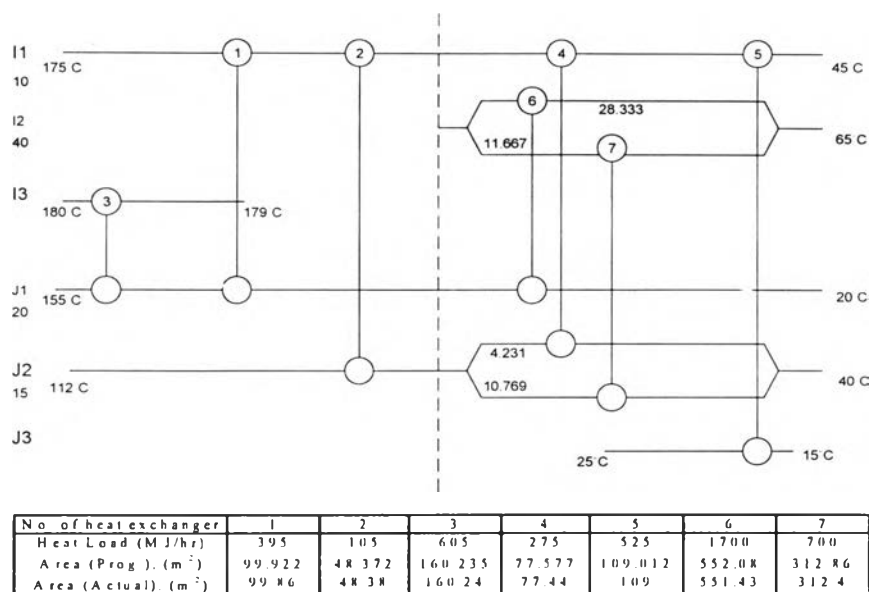 I1 1 2 4 5
175 C 45 C
10
6 28.333
I2
40 11.667 7 65 C
I3 3
180 C 179 C
J1 155 C 20 C
20
4.231
J2
15 112 C 10.769 40 C
J3
25°C 15°C
No of heat exchanger 1 2 3 4 5 6 7
Heat Load (MJ/hr) 395 105 605 275 525 1700 700
Area (Prog ), (m²) 99.922 48.372 160.235 77.577 109.012 552.08 312.86
Area (Actual), (m²) 99.86 48.38 160.24 77.44 109 551.43 312.4